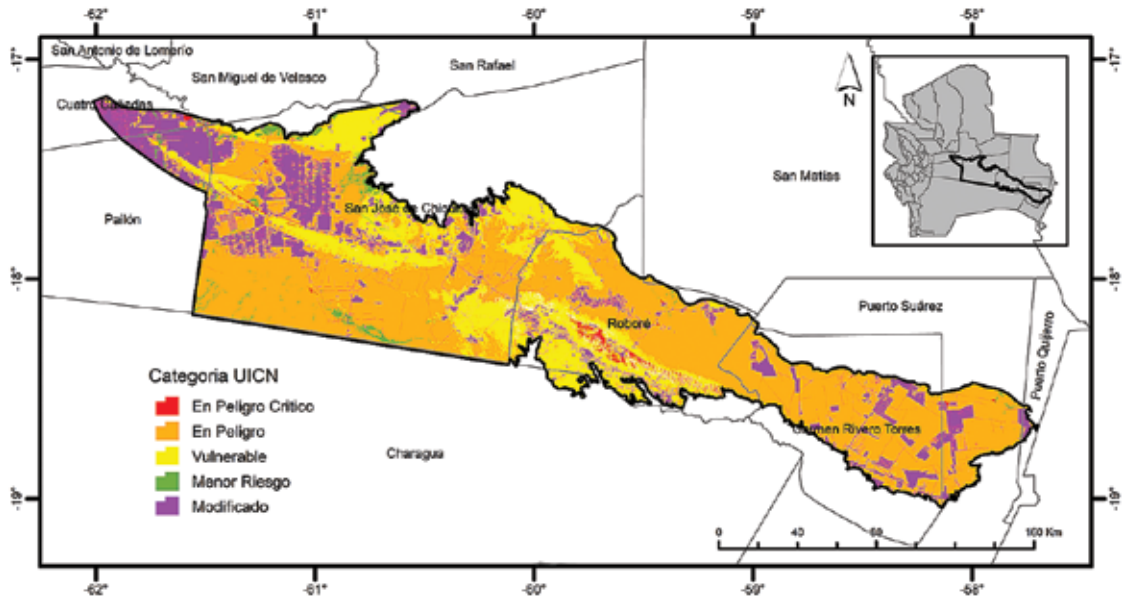 -62° -61° -60° -59° -58°
-17° -17°
San Antonio de Lomerío
San Miguel de Velasco
San Rafael
Cuatro Cañadas
N
San Matías
Pailón
San José de Chiquitos
-18° -18°
Puerto Suárez
Roboré
Puerto Quijarro
Categoria UICN
En Peligro Crítico
En Peligro
Vulnerable
Menor Riesgo
Modificado
Carmen Rivero Torres
Charagua
-19° -19°
0 40 80 160 Km
-62° -61° -60° -59° -58°